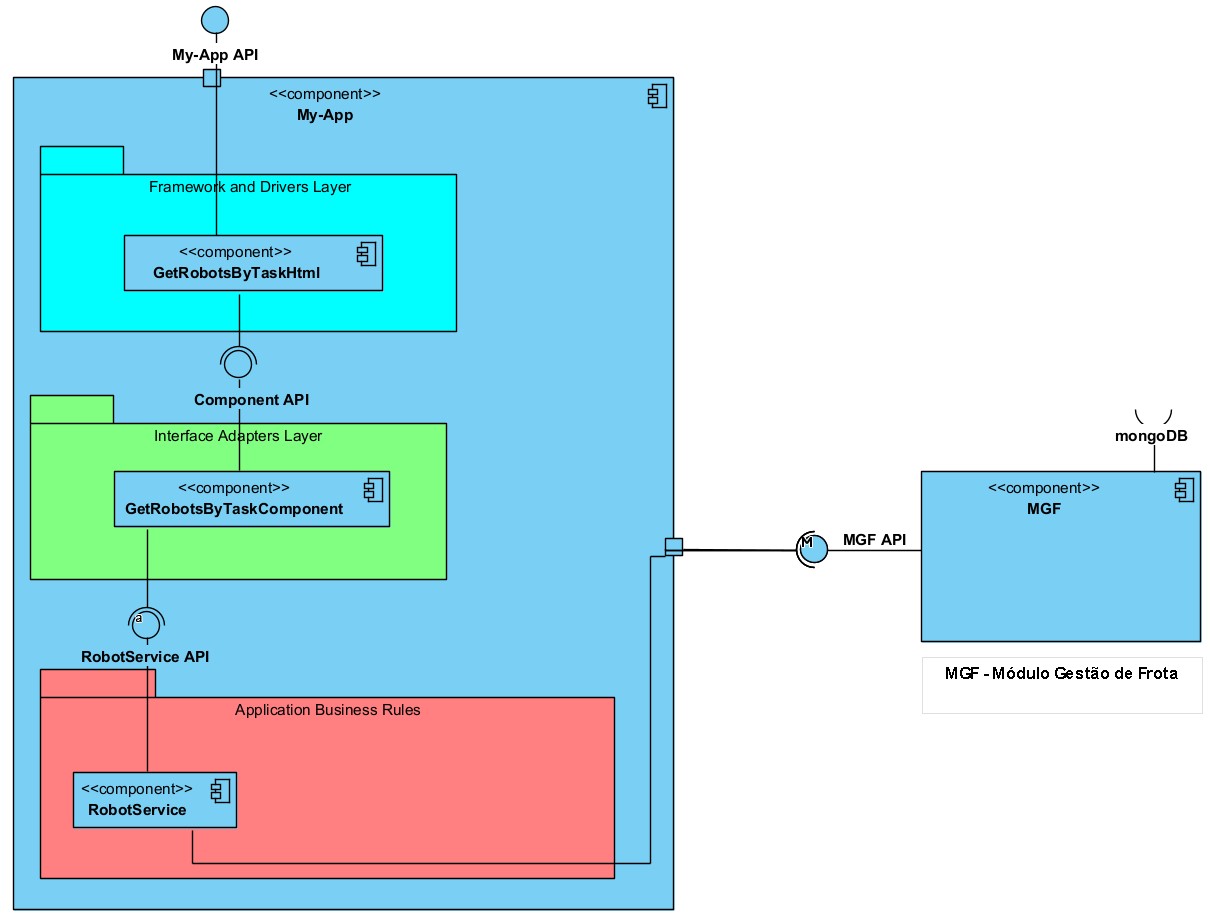 My-App API
<<component>>
My-App
Framework and Drivers Layer
<<component>>
GetRobotsByTaskHtml
Component API
Interface Adapters Layer
<<component>>
GetRobotsByTaskComponent
a
RobotService API
Application Business Rules
<<component>>
RobotService
M
MGF API
mongoDB
<<component>>
MGF
MGF - Módulo Gestão de Frota